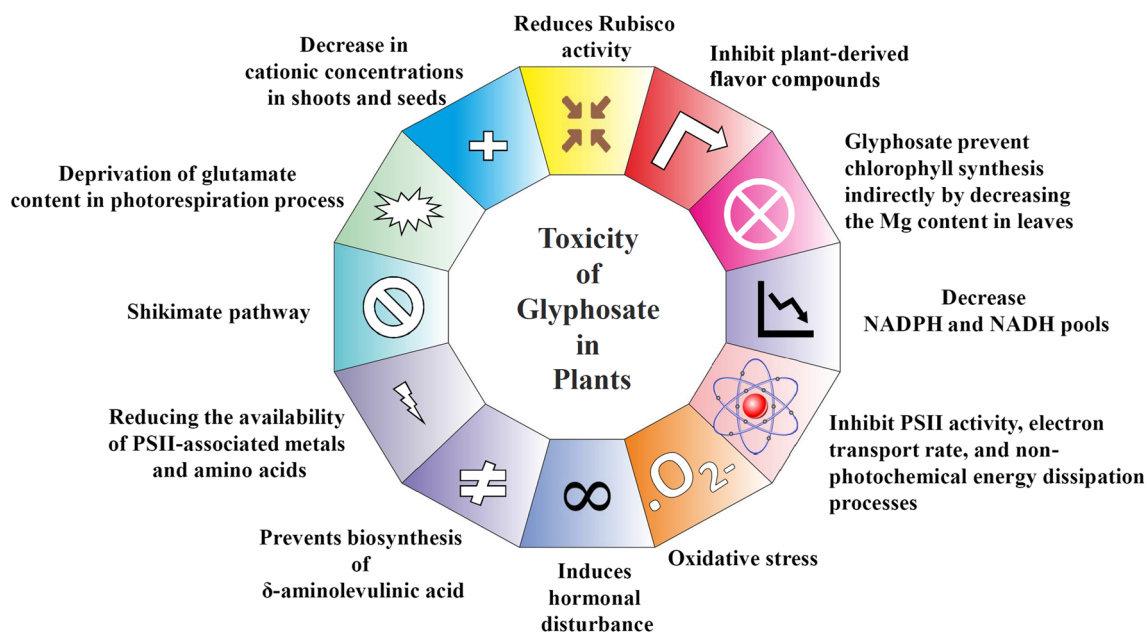 Reduces Rubisco
activity
Inhibit plant-derived
flavor compounds
Glyphosate prevent
chlorophyll synthesis
indirectly by decreasing
the Mg content in leaves
Decrease
NADPH and NADH pools
Inhibit PSII activity, electron
transport rate, and non-
photochemical energy dissipation
processes
Oxidative stress
Induces
hormonal
disturbance
Prevents biosynthesis
of
δ-aminolevulinic acid
Reducing the availability
of PSII-associated metals
and amino acids
Shikimate pathway
Deprivation of glutamate
content in photorespiration process
Decrease in
cationic concentrations
in shoots and seeds
Toxicity
of
Glyphosate
in
Plants
+
≠
∞
·O2-